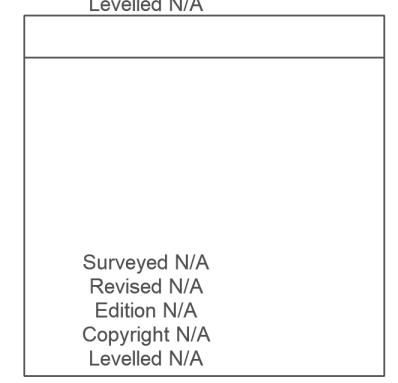 Levelled N/A
Surveyed N/A
Revised N/A
Edition N/A
Copyright N/A
Levelled N/A